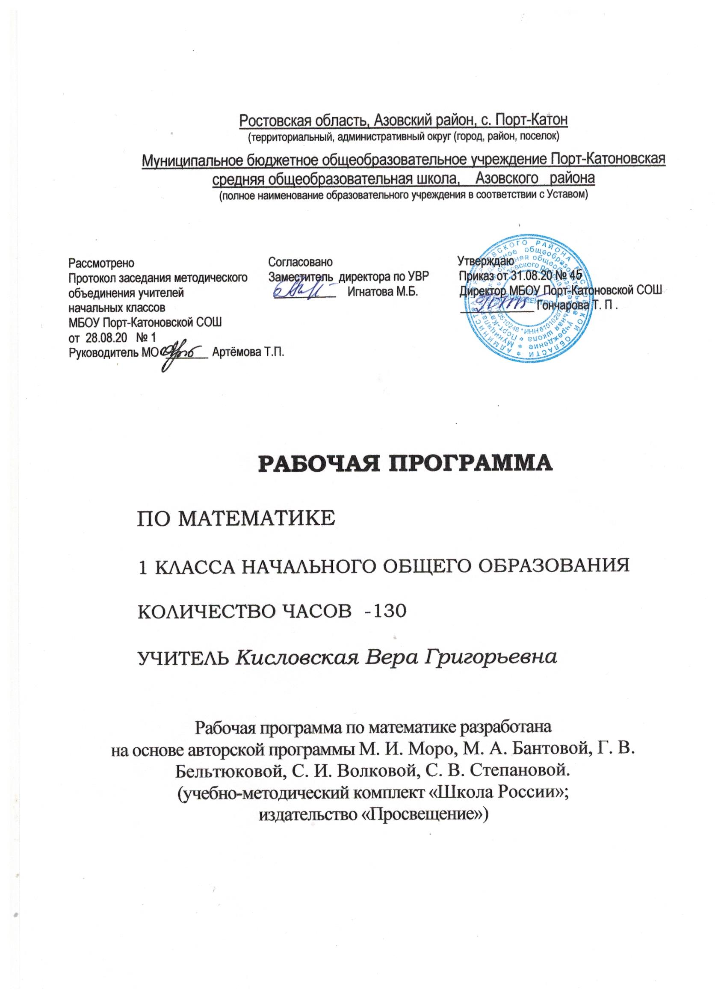 Ростовская область, Азовский район, с. Порт-Катон
(территориальный, административный округ (город, район, поселок)
Муниципальное бюджетное общеобразовательное учреждение Порт-Катоновская
средняя общеобразовательная школа, Азовского района
(полное наименование образовательного учреждения в соответствии с Уставом)
Рассмотрено
Протокол заседания методического
объединения учителей
начальных классов
МБОУ Порт-Катоновской СОШ
от 28.08.20 № 1
Руководитель МО Артёмова Т.П.
Согласовано
Заместитель директора по УВР
Игнатова М.Б.
Утверждаю
Приказ от 31.08.20 № 45
Директор МБОУ Порт-Катоновской СОШ
Гончарова Т. П .
РАБОЧАЯ ПРОГРАММА
ПО МАТЕМАТИКЕ
1 КЛАССА НАЧАЛЬНОГО ОБЩЕГО ОБРАЗОВАНИЯ
КОЛИЧЕСТВО ЧАСОВ -130
УЧИТЕЛЬ Кисловская Вера Григорьевна
Рабочая программа по математике разработана
на основе авторской программы М. И. Моро, М. А. Бантовой, Г. В.
Бельтюковой, С. И. Волковой, С. В. Степановой.
(учебно-методический комплект «Школа России»;
издательство «Просвещение»)